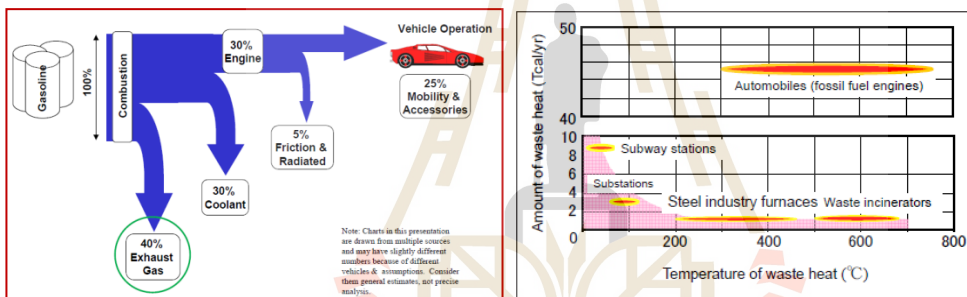 Gasoline
100%
Combustion
30%
Engine
Vehicle Operation
25%
Mobility &
Accessories
5%
Friction &
Radiated
30%
Coolant
40%
Exhaust
Gas
Note: Charts in this presentation
are drawn from multiple sources
and may have slightly different
numbers because of different
vehicles & assumptions. Consider
them general estimates, not precise
analysis.
Amount of waste heat (Tcal/yr)
50
40
10
8
6
4
2
0
Automobiles (fossil fuel engines)
Subway stations
Substations
Steel industry furnaces
Waste incinerators
200
400
600
800
Temperature of waste heat (℃)